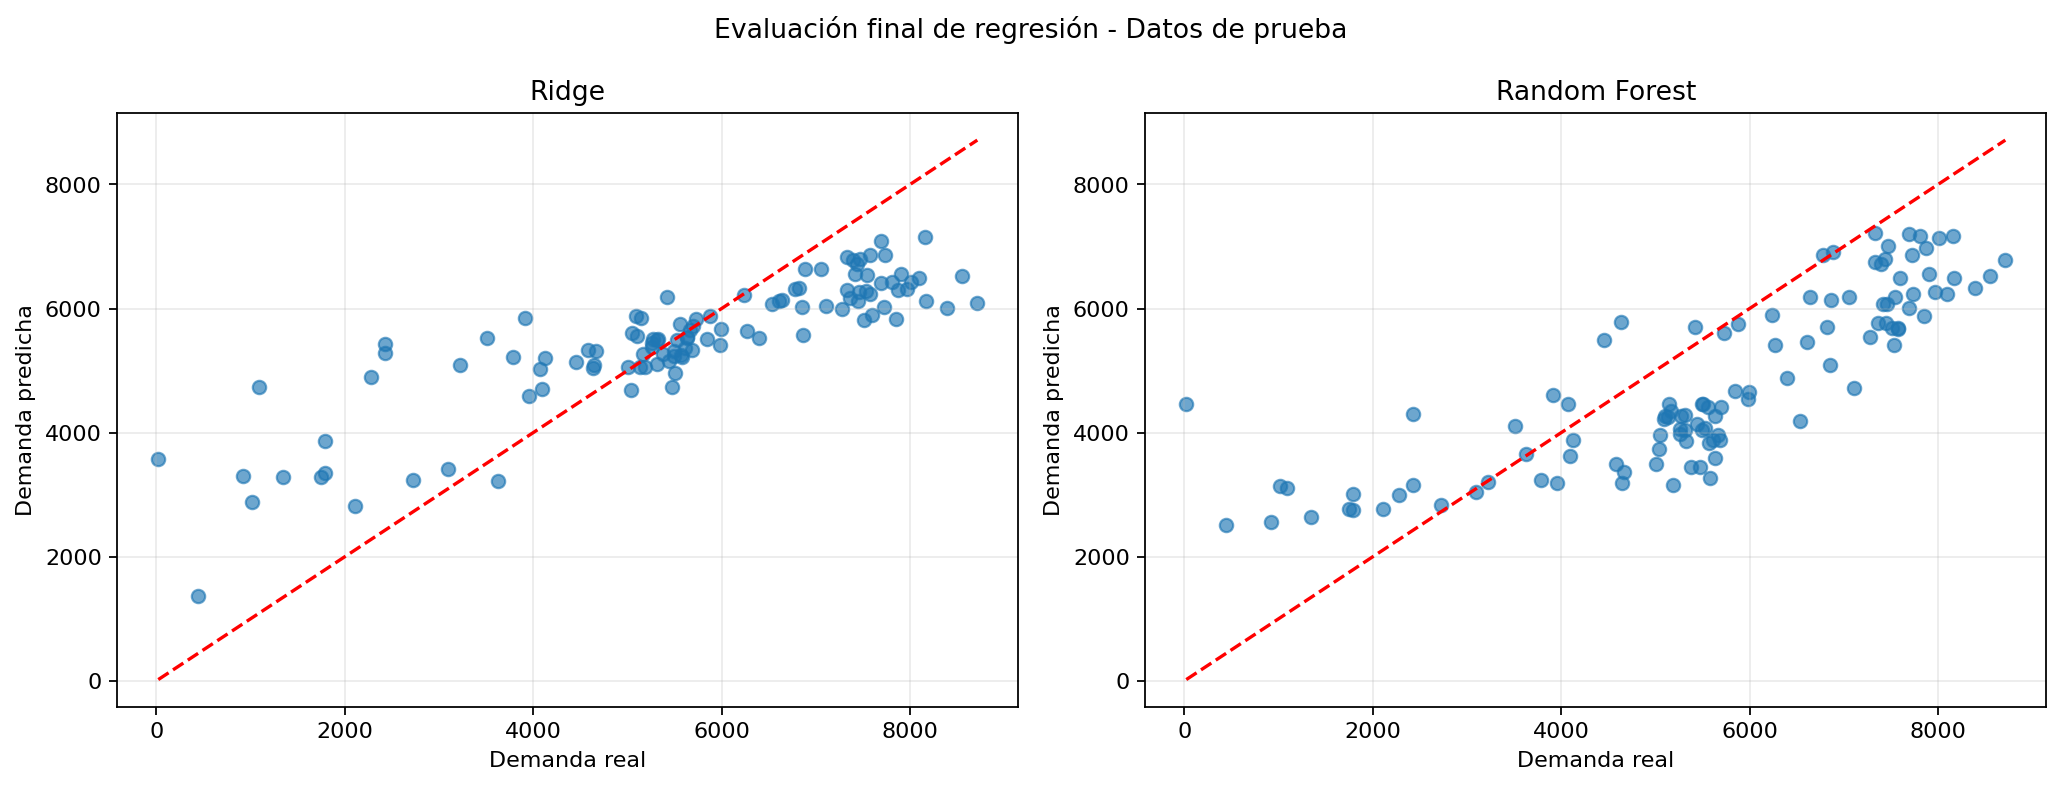 Evaluación final de regresión - Datos de prueba
Ridge
Demanda predicha
8000
6000
4000
2000
0
0 2000 4000 6000 8000
Demanda real
Random Forest
Demanda predicha
8000
6000
4000
2000
0
0 2000 4000 6000 8000
Demanda real